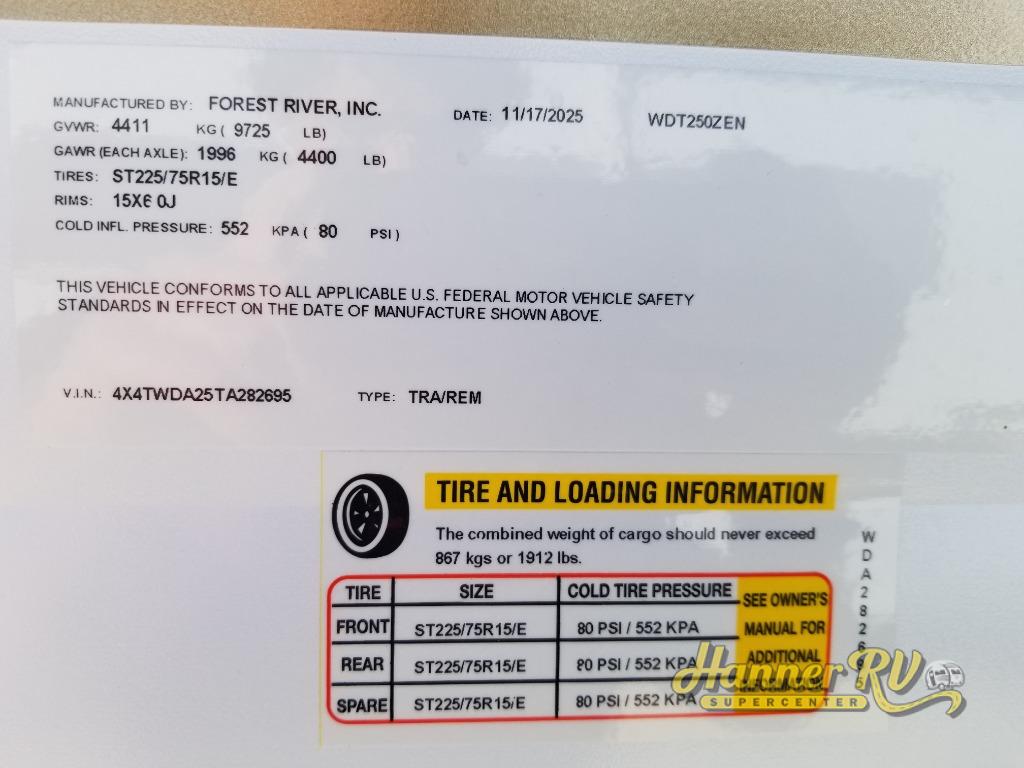 MANUFACTURED BY: FOREST RIVER, INC. DATE: 11/17/2025 WDT250ZEN
GVWR: 4411 KG ( 9725 LB)
GAWR (EACH AXLE): 1996 KG ( 4400 LB)
TIRES: ST225/75R15/E
RIMS: 15X6 0J
COLD INFL. PRESSURE: 552 KPA ( 80 PSI )
THIS VEHICLE CONFORMS TO ALL APPLICABLE U.S. FEDERAL MOTOR VEHICLE SAFETY
STANDARDS IN EFFECT ON THE DATE OF MANUFACTURE SHOWN ABOVE.
V.I.N.: 4X4TWDA25TA282695 TYPE: TRA/REM
TIRE AND LOADING INFORMATION
The combined weight of cargo should never exceed
867 kgs or 1912 lbs.
TIRE SIZE COLD TIRE PRESSURE SEE OWNER'S
FRONT ST225/75R15/E 80 PSI / 552 KPA MANUAL FOR
REAR ST225/75R15/E 80 PSI / 552 KPA ADDITIONAL
SPARE ST225/75R15/E 80 PSI / 552 KPA INFORMATION
WDA282695
Hanner RV
SUPERCENTER